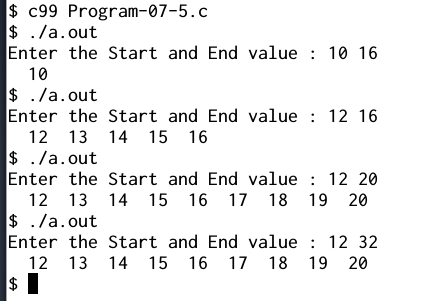 $ c99 Program-07-5.c
$ ./a.out
Enter the Start and End value : 10 16
  10
$ ./a.out
Enter the Start and End value : 12 16
  12  13  14  15  16
$ ./a.out
Enter the Start and End value : 12 20
  12  13  14  15  16  17  18  19  20
$ ./a.out
Enter the Start and End value : 12 32
  12  13  14  15  16  17  18  19  20
$